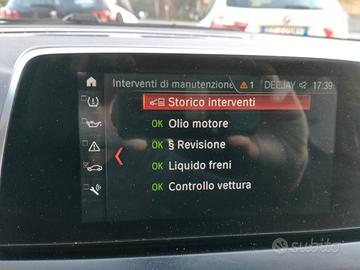 Interventi di manutenzione ⚠ 1 DEEJAY 17:39
Storico interventi
OK Olio motore
OK § Revisione
OK Liquido freni
OK Controllo vettura
subito